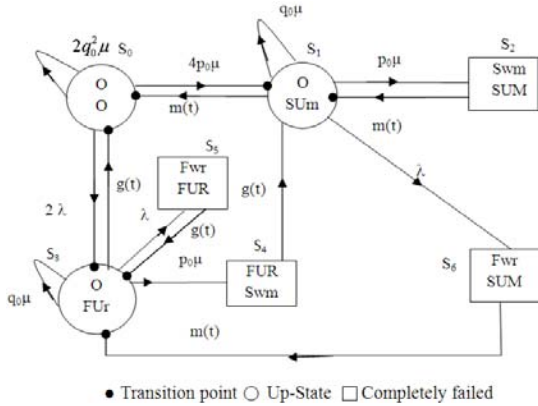 q₀μ
2q₀²μ
S₀
S₁
S₂
4p₀μ
p₀μ
O
O
O
SUm
Swm
SUM
m(t)
m(t)
S₅
Fwr
FUR
g(t)
λ
g(t)
g(t)
λ
2 λ
S₃
S₄
S₆
p₀μ
O
FUr
FUR
Swm
Fwr
SUM
q₀μ
m(t)
Transition point Up-State Completely failed